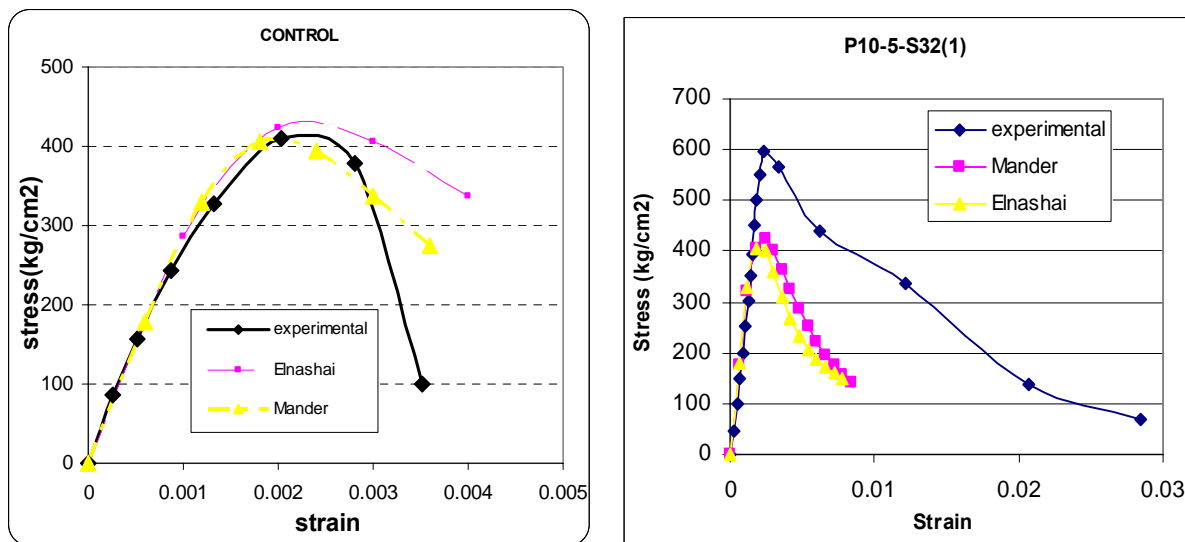 CONTROL
stress(kg/cm2)
500
400
300
200
100
0
experimental
Elnashai
Mander
0 0.001 0.002 0.003 0.004 0.005
strain
P10-5-S32(1)
Stress (kg/cm2)
700
600
500
400
300
200
100
0
experimental
Mander
Elnashai
0 0.01 0.02 0.03
Strain